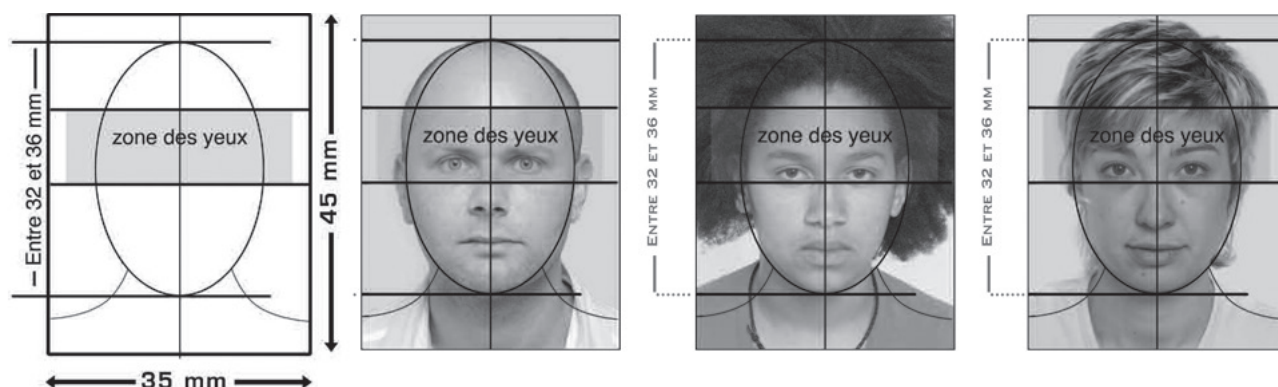 Entre 32 et 36 mm
zone des yeux
45 mm
35 mm
zone des yeux
ENTRE 32 ET 36 MM
zone des yeux
ENTRE 32 ET 36 MM
zone des yeux